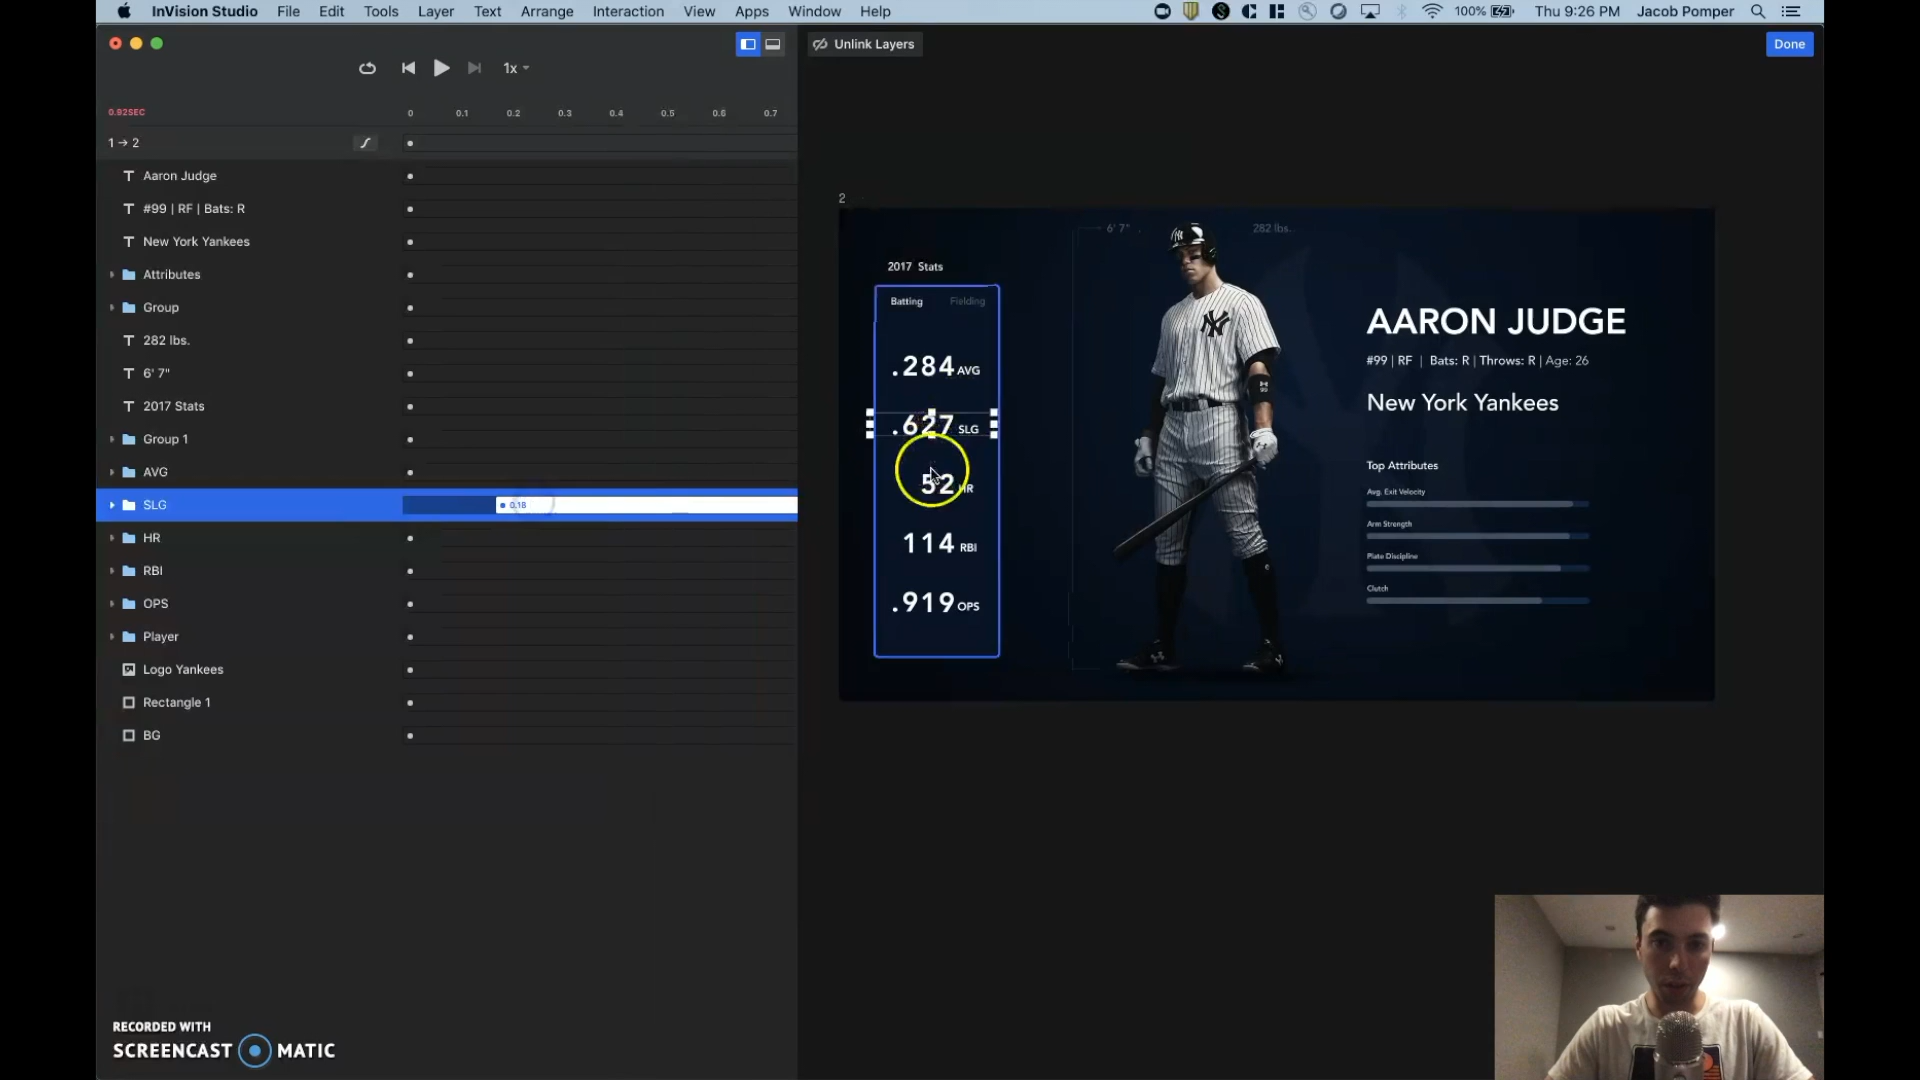 InVision Studio File Edit Tools Layer Text Arrange Interaction View Apps Window Help 100% Thu 9:26 PM Jacob Pomper
Unlink Layers
Done
1x
0.92SEC
0 0.1 0.2 0.3 0.4 0.5 0.6 0.7
1 → 2
Aaron Judge
#99 | RF | Bats: R
New York Yankees
Attributes
Group
282 lbs.
6' 7"
2017 Stats
Group 1
AVG
SLG
0.18
HR
RBI
OPS
Player
Logo Yankees
Rectangle 1
BG
2
6' 7"
282 lbs.
2017 Stats
Batting Fielding
.284 AVG
.627 SLG
52 HR
114 RBI
.919 OPS
AARON JUDGE
#99 | RF | Bats: R | Throws: R | Age: 26
New York Yankees
Top Attributes
Avg. Exit Velocity
Arm Strength
Plate Discipline
Clutch
RECORDED WITH
SCREENCAST MATIC